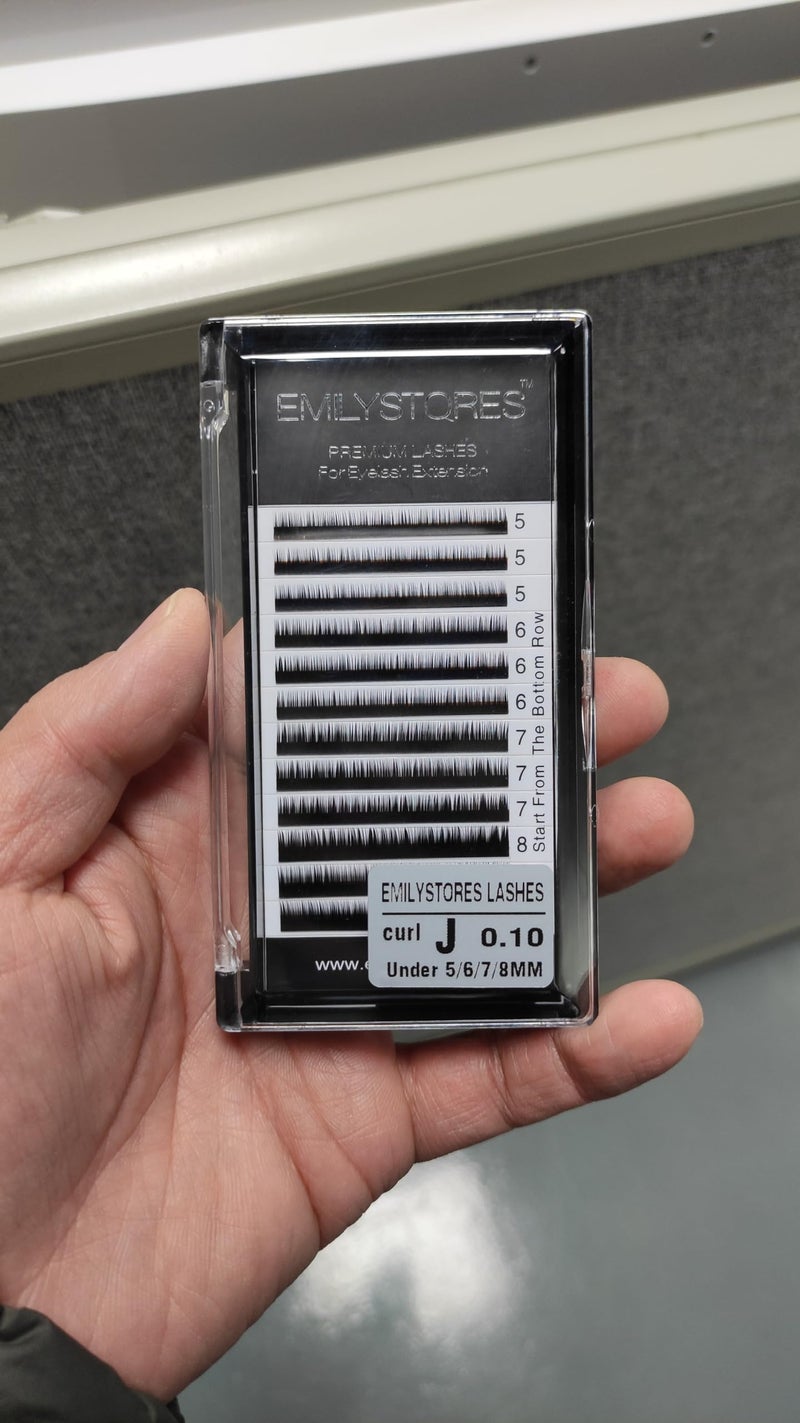 EMILYSTORES™
PREMIUM LASHES
For Eyelash Extension
5
5
5
6
6
6
7
7
7
8
Start From The Bottom Row
EMILYSTORES LASHES
curl J 0.10
Under 5/6/7/8MM
www.e